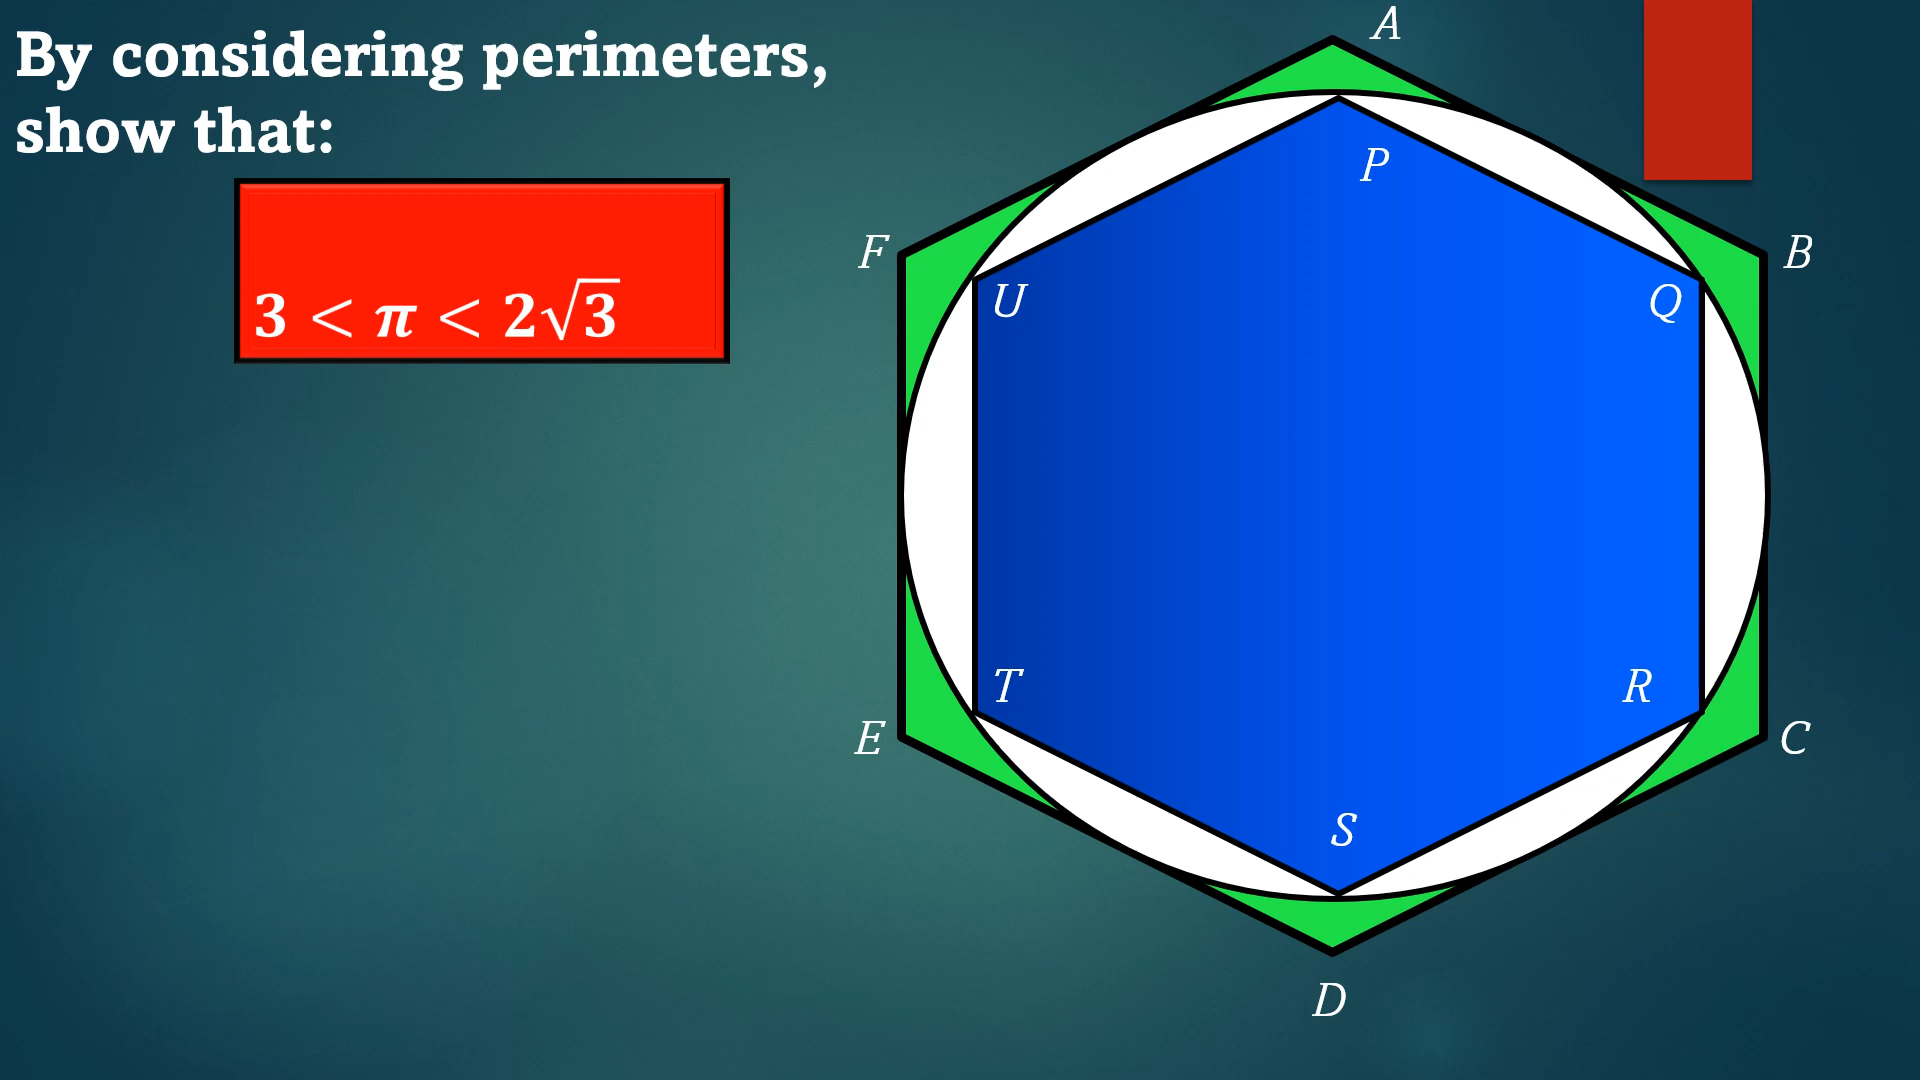 By considering perimeters,
show that:
3 < π < 2√3
A
P
F
B
U
Q
T
R
E
C
S
D